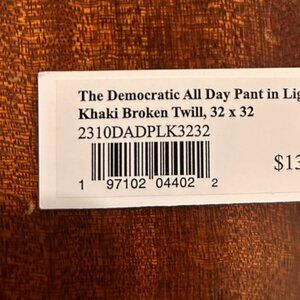 The Democratic All Day Pant in Lig
Khaki Broken Twill, 32 x 32
2310DADPLK3232
$13
1 97102 04402 2